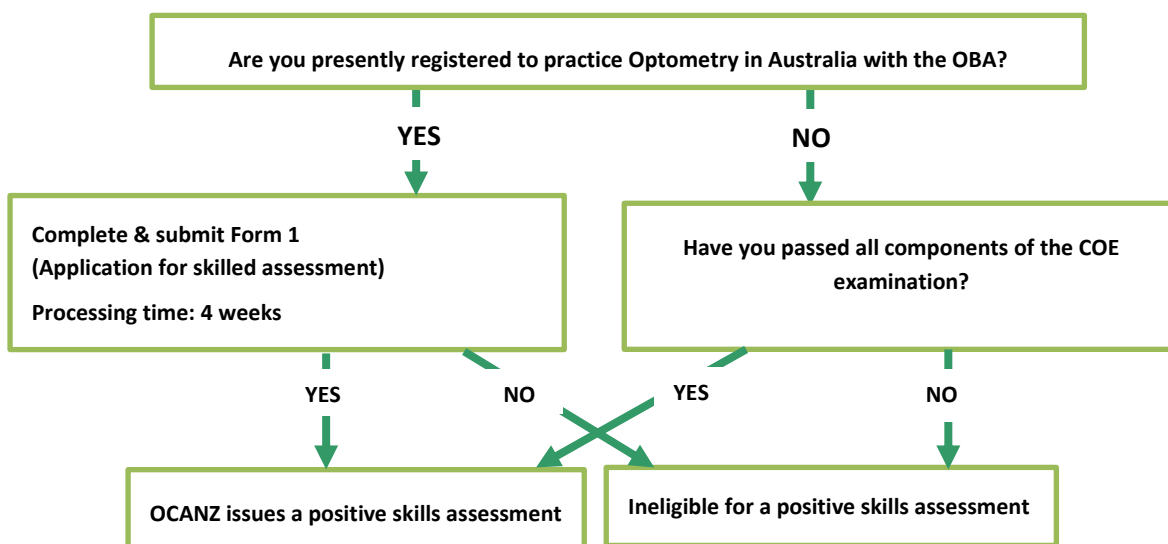 Are you presently registered to practice Optometry in Australia with the OBA?
YES
NO
Complete & submit Form 1
(Application for skilled assessment)
Processing time: 4 weeks
Have you passed all components of the COE
examination?
YES
NO
YES
NO
OCANZ issues a positive skills assessment
Ineligible for a positive skills assessment